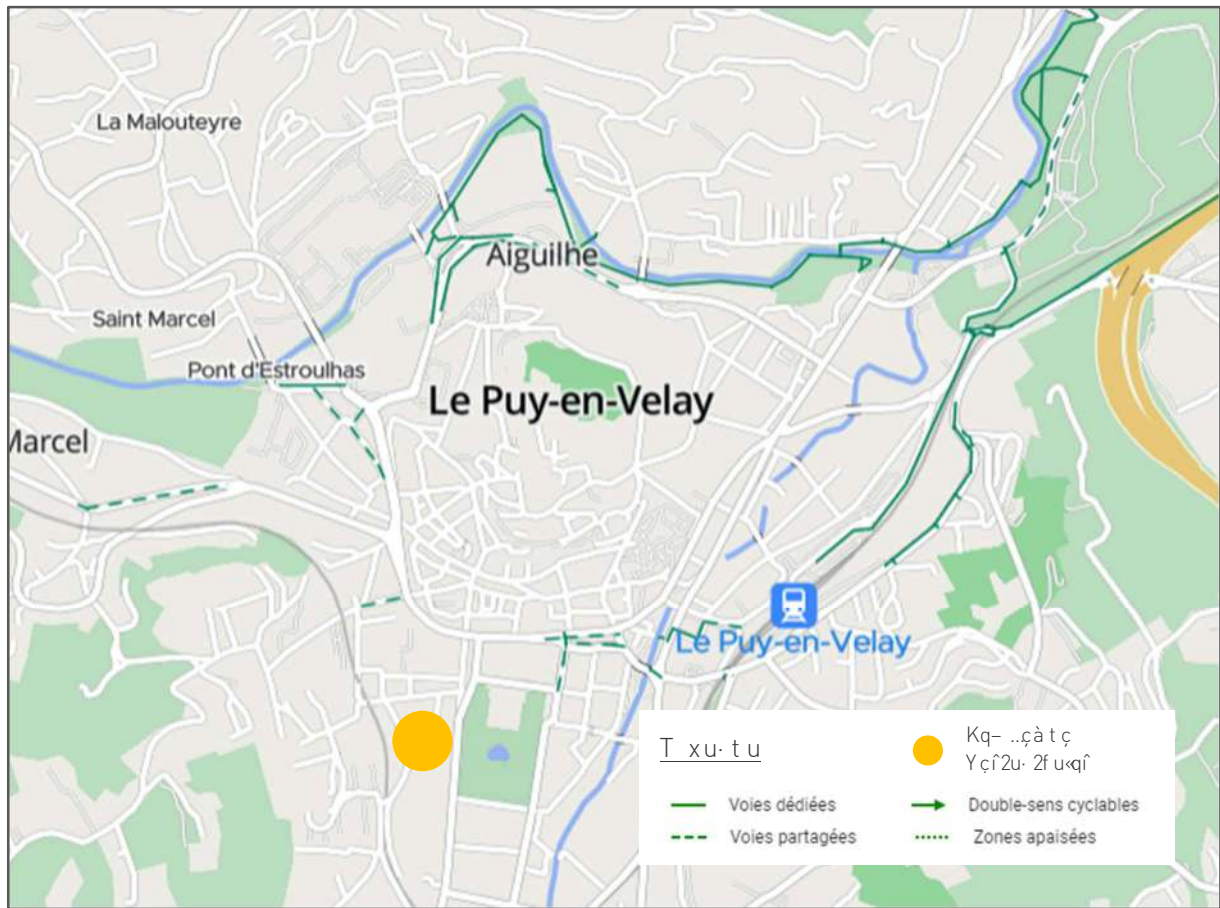 La Malouteyre
Aiguilhe
Saint Marcel
Pont d'Estroulhas
Le Puy-en-Velay
Marcel
Le Puy-en-Velay
Voies dédiées
Double-sens cyclables
Voies partagées
Zones apaisées